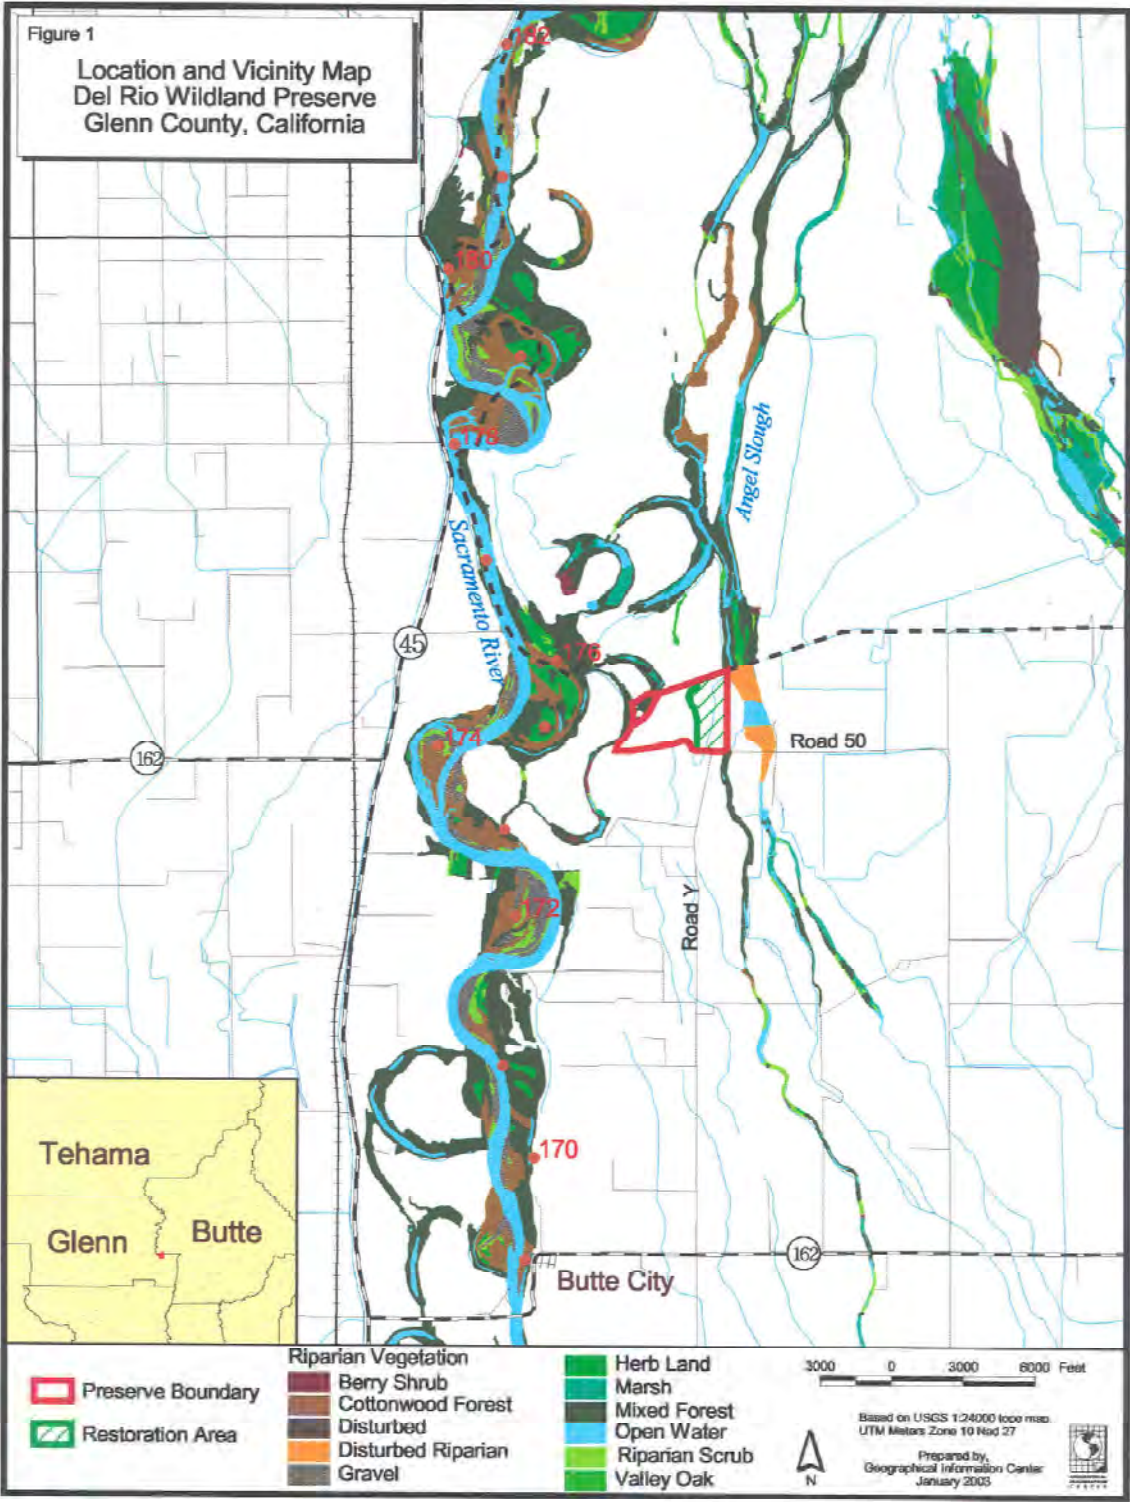 Figure 1
Location and Vicinity Map
Del Rio Wildland Preserve
Glenn County, California
182
180
178
Angel Slough
Sacramento River
45
176
174
162
Road 50
172
Road Y
170
162
Butte City
Tehama
Glenn
Butte
Preserve Boundary
Restoration Area
Riparian Vegetation
Berry Shrub
Cottonwood Forest
Disturbed
Disturbed Riparian
Gravel
Herb Land
Marsh
Mixed Forest
Open Water
Riparian Scrub
Valley Oak
3000 0 3000 6000 Feet
N
Based on USGS 1:24000 topo map.
UTM Meters Zone 10 Nad 27
Prepared by,
Geographical Information Center
January 2003